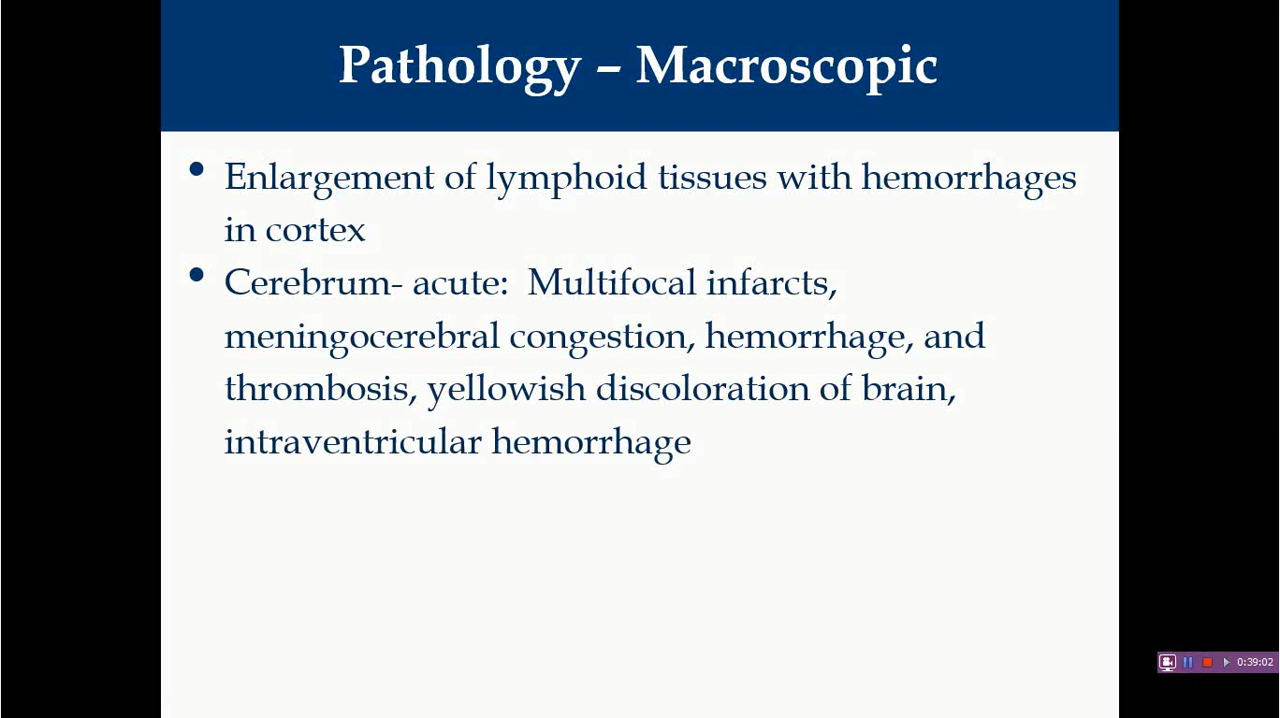 Pathology – Macroscopic
• Enlargement of lymphoid tissues with hemorrhages
in cortex
• Cerebrum- acute:  Multifocal infarcts,
meningocerebral congestion, hemorrhage, and
thrombosis, yellowish discoloration of brain,
intraventricular hemorrhage
0:39:02